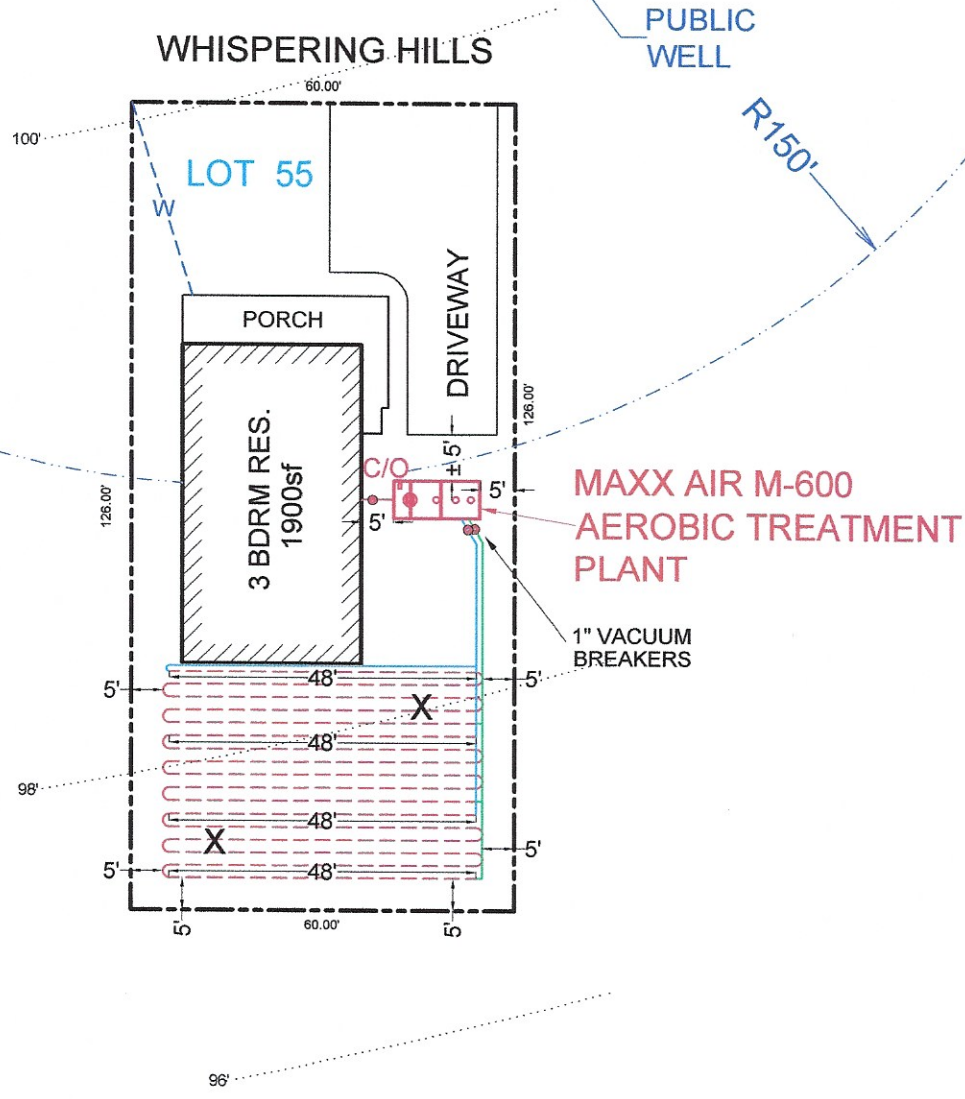 PUBLIC
WELL
WHISPERING HILLS
60.00'
100'
R150'
LOT 55
W
PORCH
DRIVEWAY
126.00'
3 BDRM RES.
1900sf
C/O
± 5'
5'
5'
126.00'
MAXX AIR M-600
AEROBIC TREATMENT
PLANT
1" VACUUM
BREAKERS
48'
5'
5'
X
48'
98'
48'
X
5'
5'
48'
5'
60.00'
5'
96'